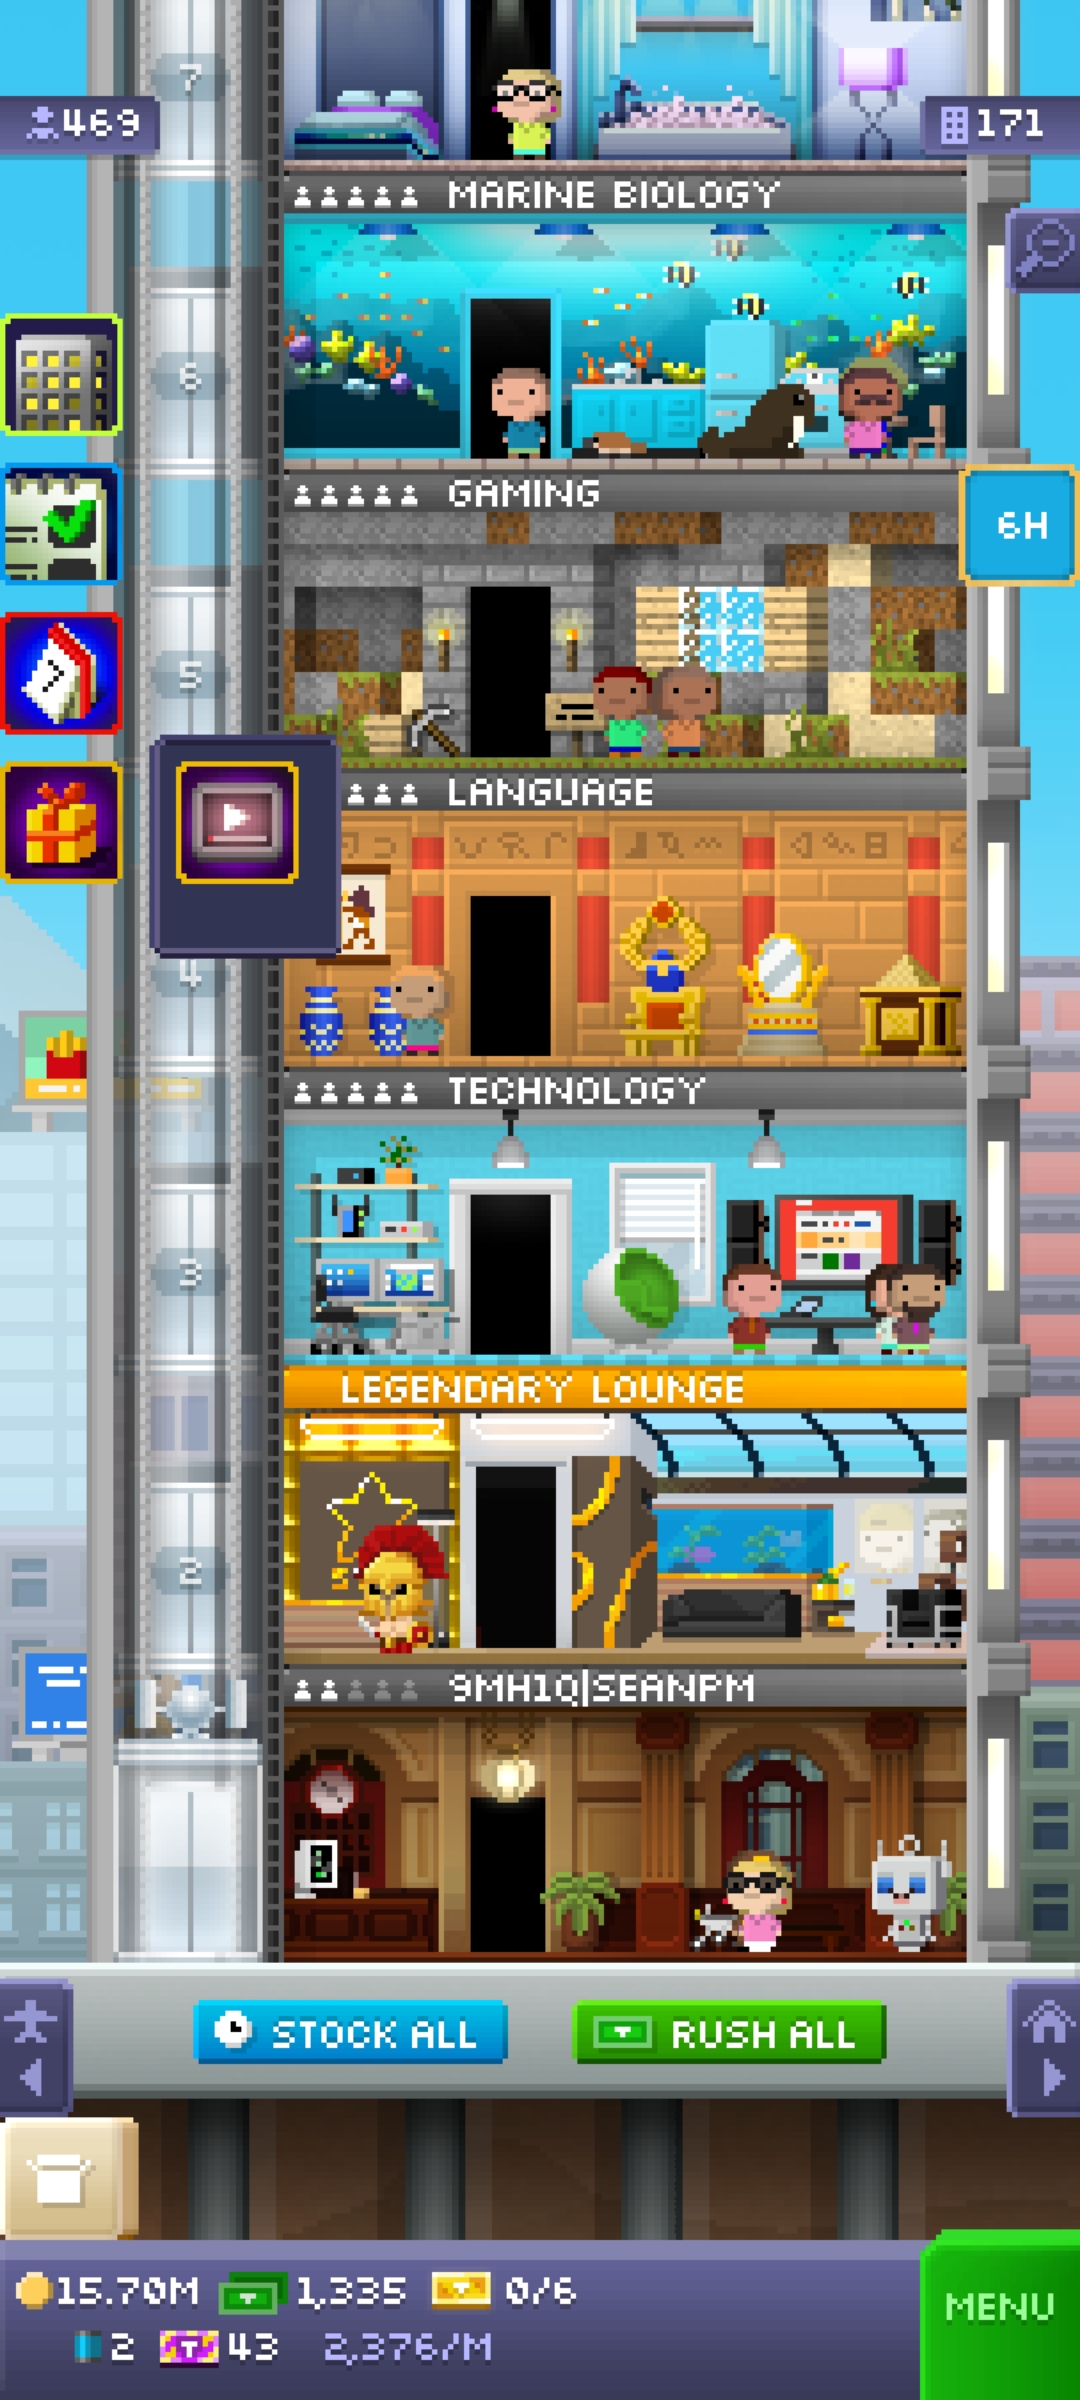 7
469
171
MARINE BIOLOGY
6
GAMING
6H
5
7
LANGUAGE
4
TECHNOLOGY
3
LEGENDARY LOUNGE
2
9MH1Q|SEANPM
STOCK ALL
RUSH ALL
15.70M 1,335 0/6
MENU
2 43 2,376/M